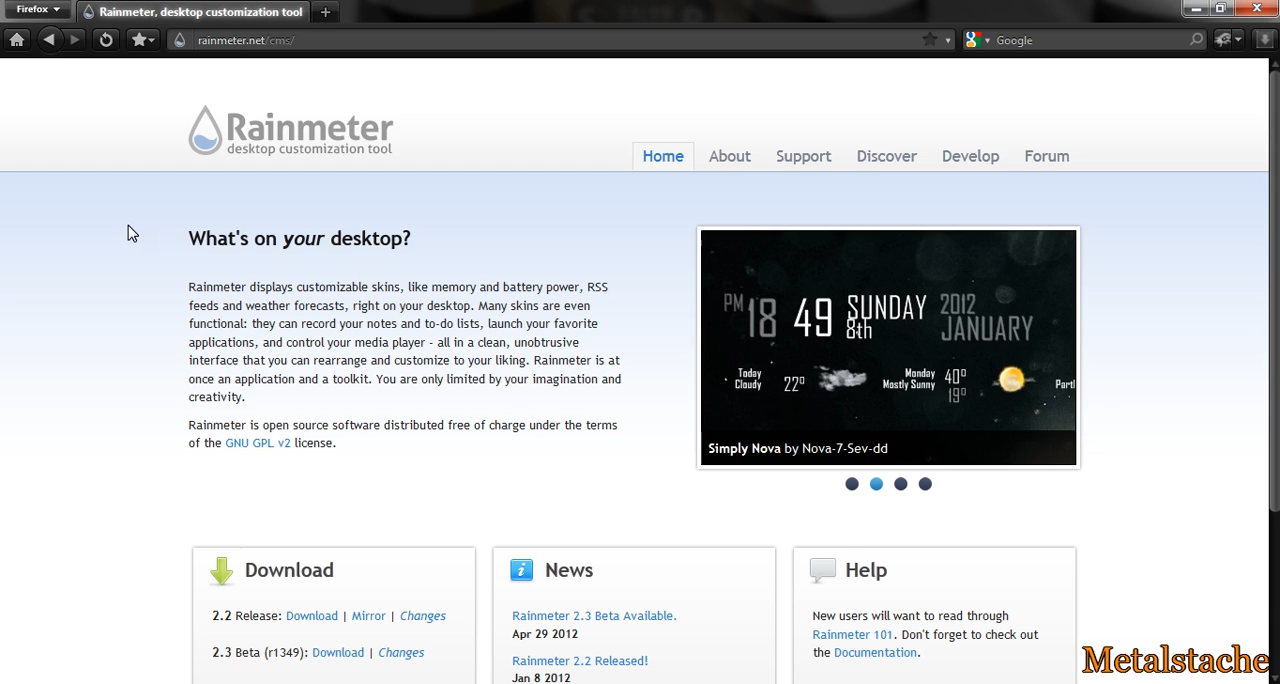 Firefox
Rainmeter, desktop customization tool
rainmeter.net/cms/
Google
Rainmeter
desktop customization tool
Home
About
Support
Discover
Develop
Forum
What's on your desktop?
Rainmeter displays customizable skins, like memory and battery power, RSS
feeds and weather forecasts, right on your desktop. Many skins are even
functional: they can record your notes and to-do lists, launch your favorite
applications, and control your media player - all in a clean, unobtrusive
interface that you can rearrange and customize to your liking. Rainmeter is at
once an application and a toolkit. You are only limited by your imagination and
creativity.
Rainmeter is open source software distributed free of charge under the terms
of the GNU GPL v2 license.
PM 18 49 SUNDAY 8th 2012 JANUARY
Today
Cloudy
22°
Monday
Mostly Sunny
40°
19°
Partl
Simply Nova by Nova-7-Sev-dd
Download
2.2 Release: Download | Mirror | Changes
2.3 Beta (r1349): Download | Changes
News
Rainmeter 2.3 Beta Available.
Apr 29 2012
Rainmeter 2.2 Released!
Jan 8 2012
Help
New users will want to read through
Rainmeter 101. Don't forget to check out
the Documentation.
Metalstache